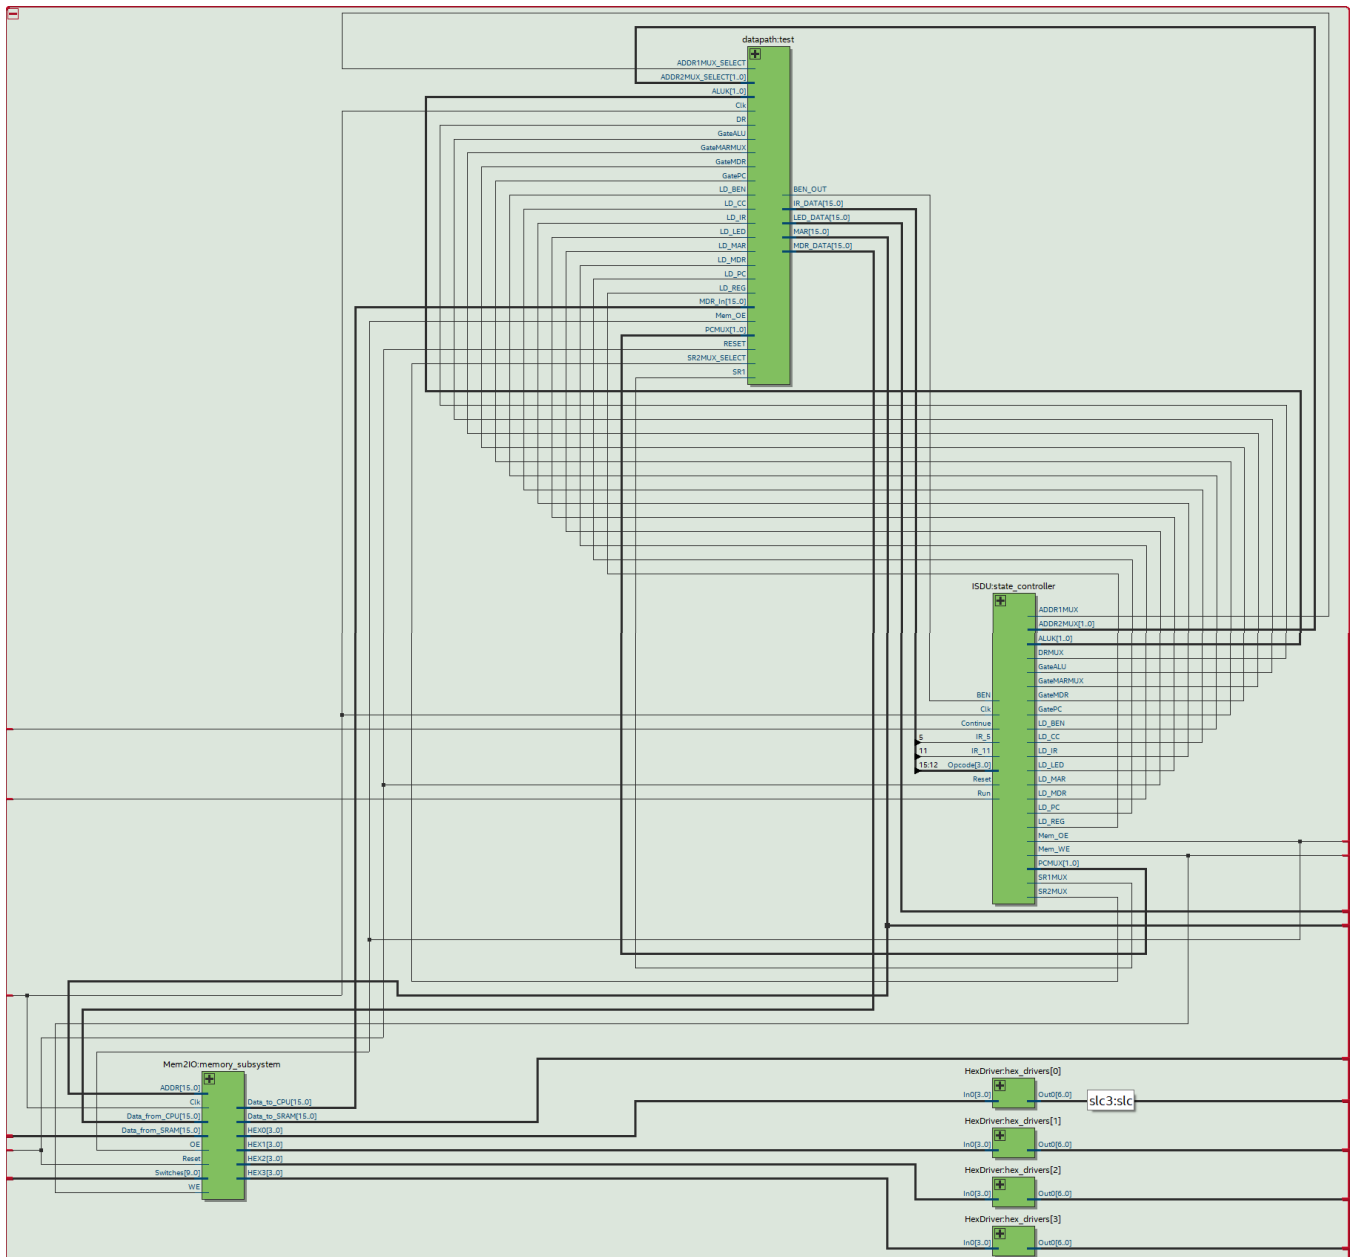 datapath:test
ADDR1MUX_SELECT
ADDR2MUX_SELECT[1..0]
ALUK[1..0]
Clk
DR
GateALU
GateMARMUX
GateMDR
GatePC
LD_BEN
LD_CC
LD_IR
LD_LED
LD_MAR
LD_MDR
LD_PC
LD_REG
MDR_In[15..0]
Mem_OE
PCMUX[1..0]
RESET
SR2MUX_SELECT
SR1
BEN_OUT
IR_DATA[15..0]
LED_DATA[15..0]
MAR[15..0]
MDR_DATA[15..0]
ISDU:state_controller
BEN
Clk
Continue
5 IR_5
11 IR_11
15:12 Opcode[3..0]
Reset
Run
ADDR1MUX
ADDR2MUX[1..0]
ALUK[1..0]
DRMUX
GateALU
GateMARMUX
GateMDR
GatePC
LD_BEN
LD_CC
LD_IR
LD_LED
LD_MAR
LD_MDR
LD_PC
LD_REG
Mem_OE
Mem_WE
PCMUX[1..0]
SR1MUX
SR2MUX
Mem2IO:memory_subsystem
ADDR[15..0]
Clk
Data_from_CPU[15..0]
Data_from_SRAM[15..0]
OE
Reset
Switches[9..0]
WE
Data_to_CPU[15..0]
Data_to_SRAM[15..0]
HEX0[3..0]
HEX1[3..0]
HEX2[3..0]
HEX3[3..0]
HexDriver:hex_drivers[0]
In0[3..0] Out0[6..0]
slc3:slc
HexDriver:hex_drivers[1]
In0[3..0] Out0[6..0]
HexDriver:hex_drivers[2]
In0[3..0] Out0[6..0]
HexDriver:hex_drivers[3]
In0[3..0] Out0[6..0]